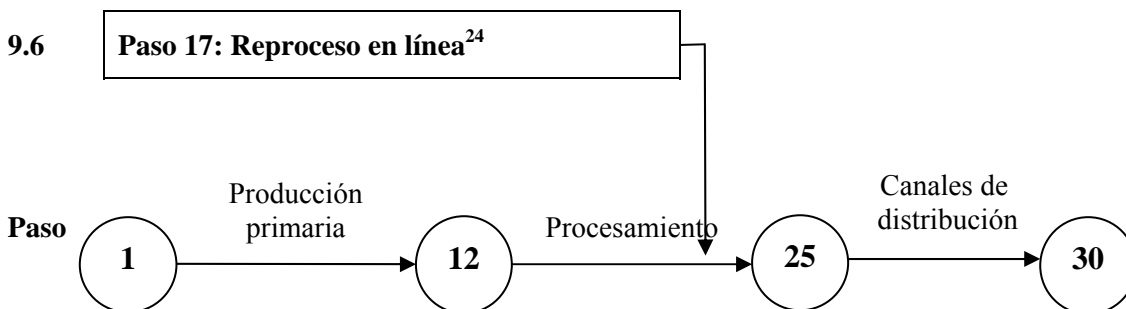 9.6 Paso 17: Reproceso en línea24
Producción
primaria
Canales de
distribución
Paso
Procesamiento
1
12
25
30